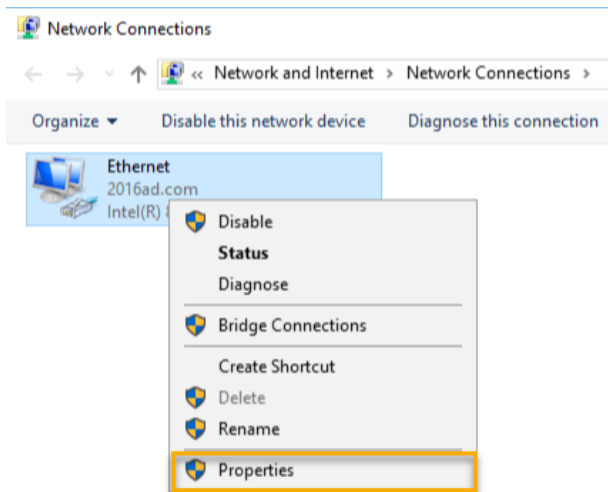 Network Connections
« Network and Internet > Network Connections >
Organize Disable this network device Diagnose this connection
Ethernet
2016ad.com
Intel(R)
Disable
Status
Diagnose
Bridge Connections
Create Shortcut
Delete
Rename
Properties